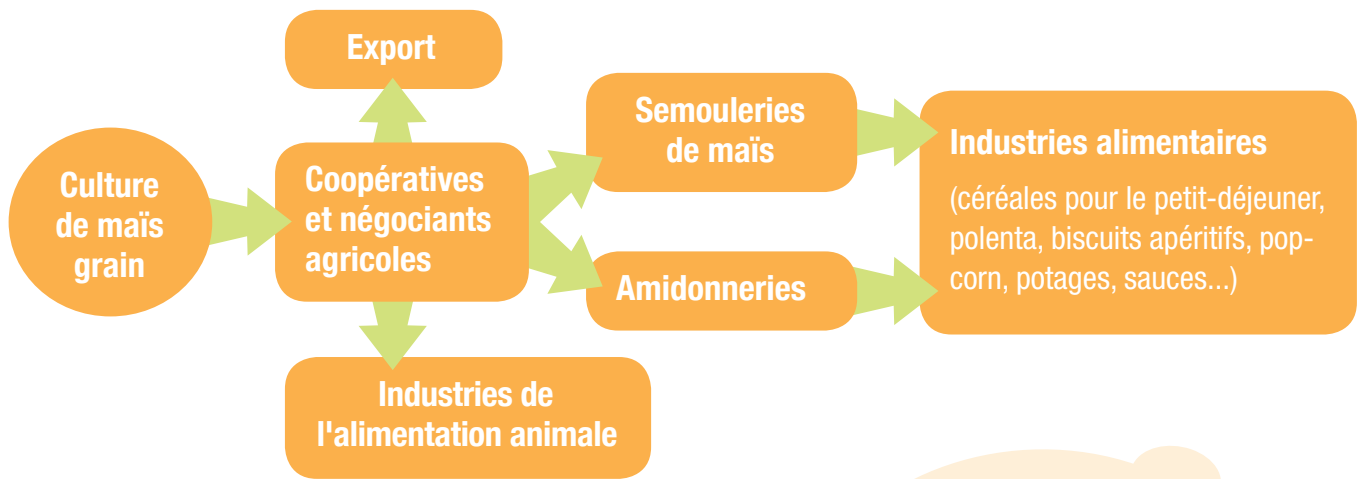 Export
Culture
de maïs
grain
Coopératives
et négociants
agricoles
Semouleries
de maïs
Amidonneries
Industries alimentaires
(céréales pour le petit-déjeuner,
polenta, biscuits apéritifs, pop-
corn, potages, sauces...)
Industries de
l'alimentation animale